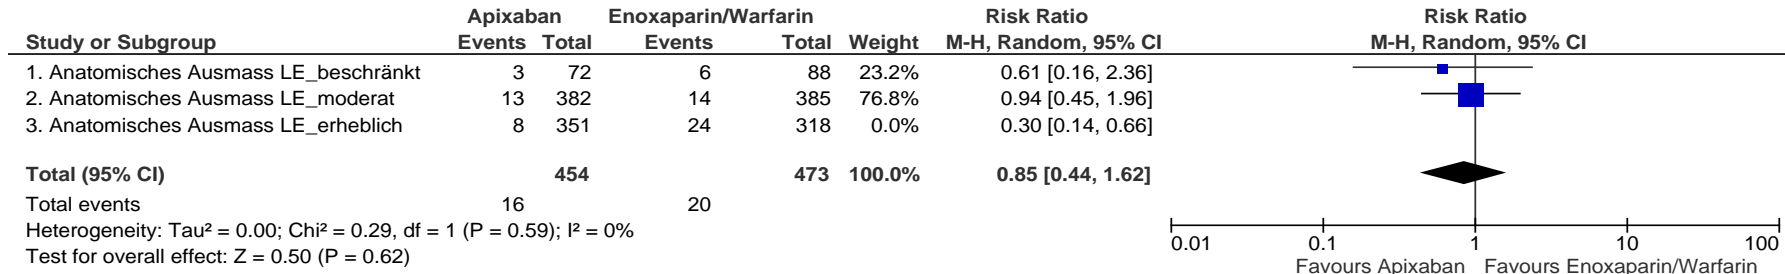 Apixaban Enoxaparin/Warfarin Risk Ratio Risk Ratio
Study or Subgroup Events Total Events Total Weight M-H, Random, 95% CI M-H, Random, 95% CI
1. Anatomisches Ausmass LE_beschränkt 3 72 6 88 23.2% 0.61 [0.16, 2.36]
2. Anatomisches Ausmass LE_moderat 13 382 14 385 76.8% 0.94 [0.45, 1.96]
3. Anatomisches Ausmass LE_erheblich 8 351 24 318 0.0% 0.30 [0.14, 0.66]
Total (95% CI) 454 473 100.0% 0.85 [0.44, 1.62]
Total events 16 20
Heterogeneity: Tau² = 0.00; Chi² = 0.29, df = 1 (P = 0.59); I² = 0%
Test for overall effect: Z = 0.50 (P = 0.62)
0.01 0.1 1 10 100
Favours Apixaban Favours Enoxaparin/Warfarin